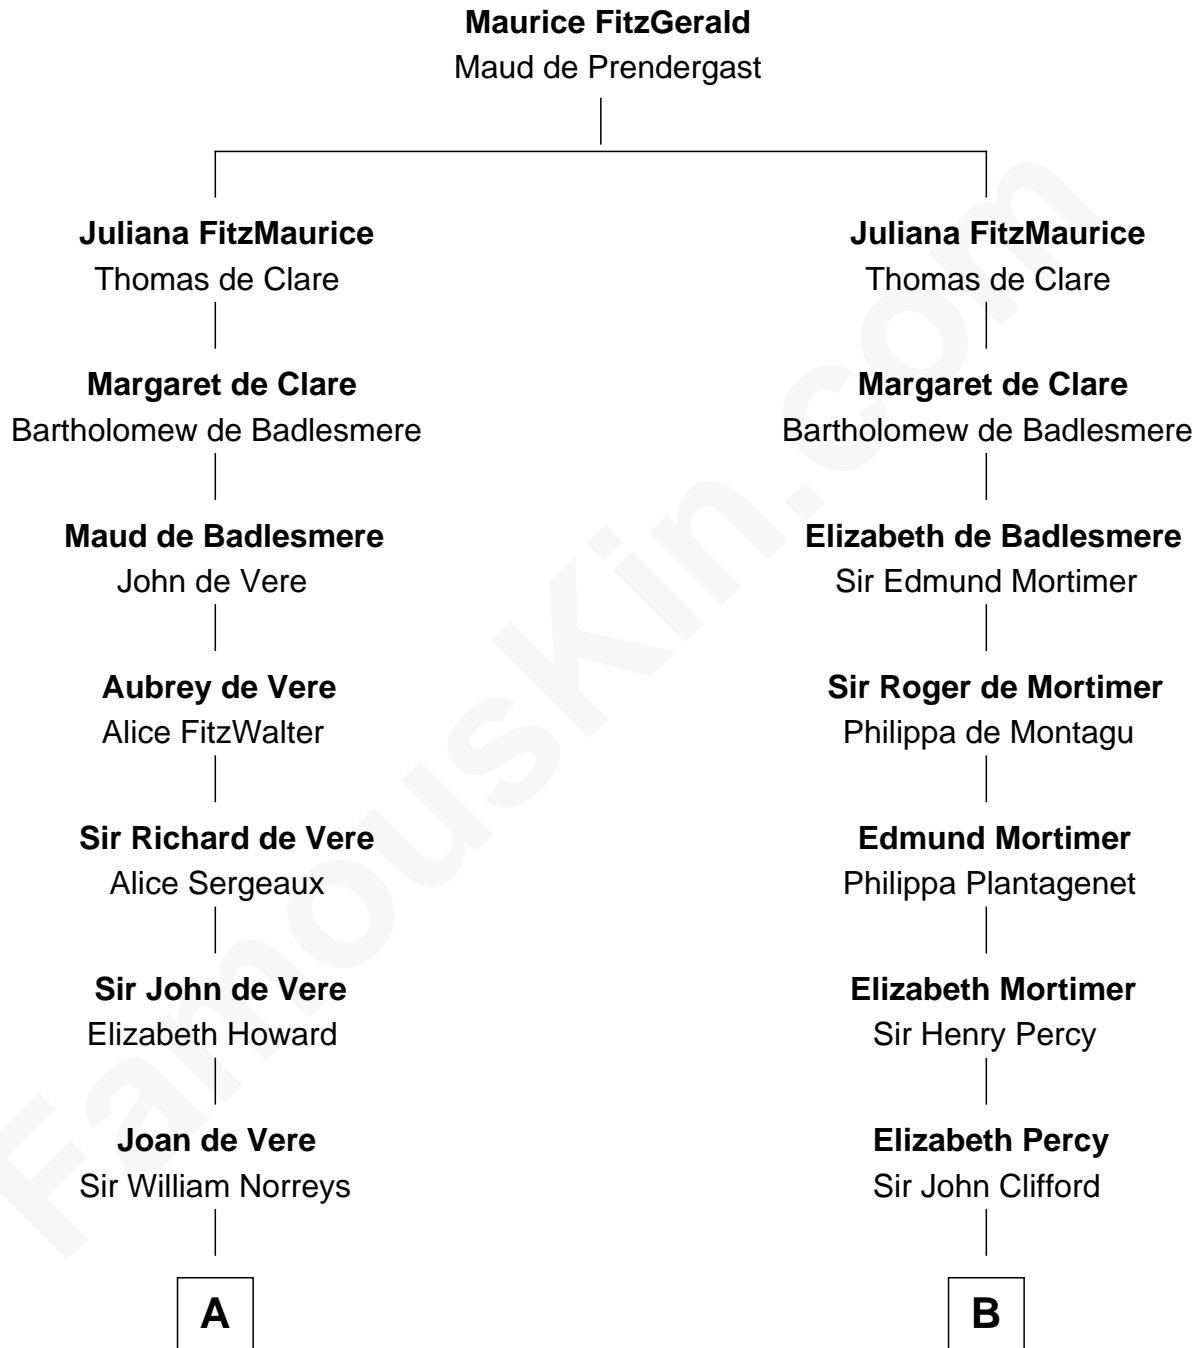 Maurice FitzGerald
Maud de Prendergast
Juliana FitzMaurice
Thomas de Clare
Margaret de Clare
Bartholomew de Badlesmere
Maud de Badlesmere
John de Vere
Aubrey de Vere
Alice FitzWalter
Sir Richard de Vere
Alice Sergeaux
Sir John de Vere
Elizabeth Howard
Joan de Vere
Sir William Norreys
A
Juliana FitzMaurice
Thomas de Clare
Margaret de Clare
Bartholomew de Badlesmere
Elizabeth de Badlesmere
Sir Edmund Mortimer
Sir Roger de Mortimer
Philippa de Montagu
Edmund Mortimer
Philippa Plantagenet
Elizabeth Mortimer
Sir Henry Percy
Elizabeth Percy
Sir John Clifford
B
FamousKin.com